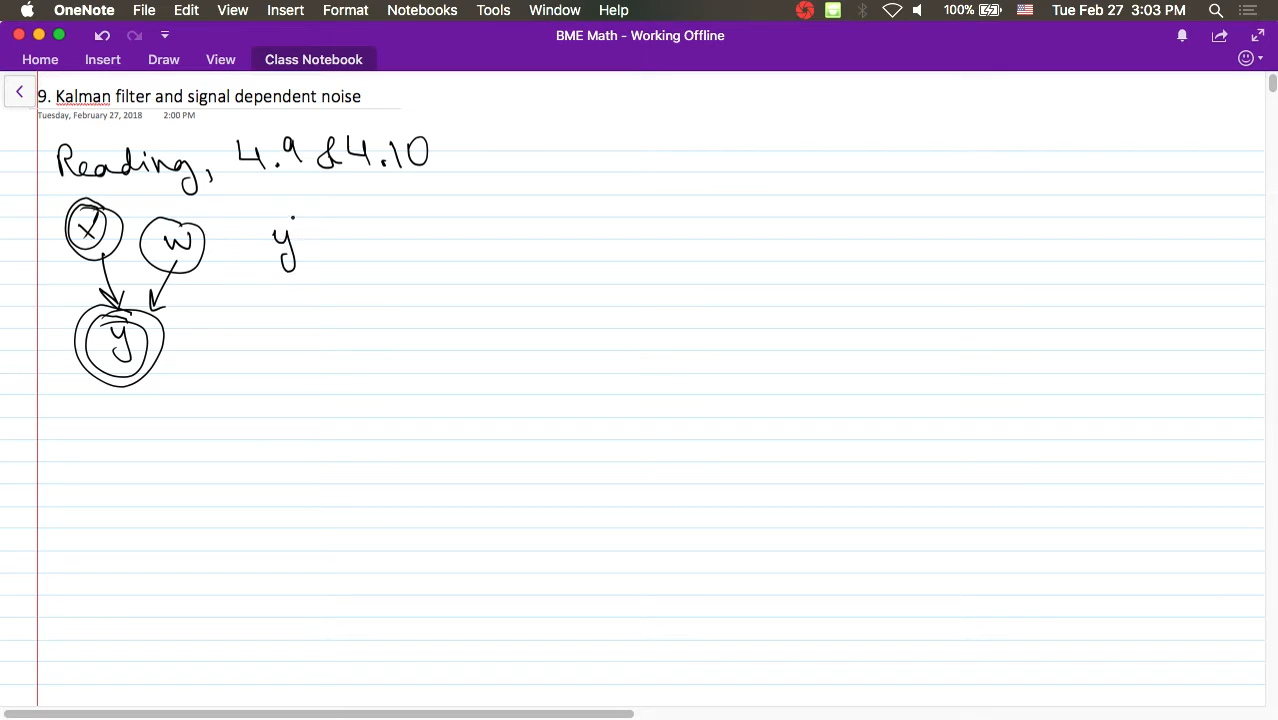 OneNote File Edit View Insert Format Notebooks Tools Window Help 100% Tue Feb 27 3:03 PM
BME Math - Working Offline
Home Insert Draw View Class Notebook
9. Kalman filter and signal dependent noise
Tuesday, February 27, 2018 2:00 PM
Reading, 4.9 & 4.10
x w y
y